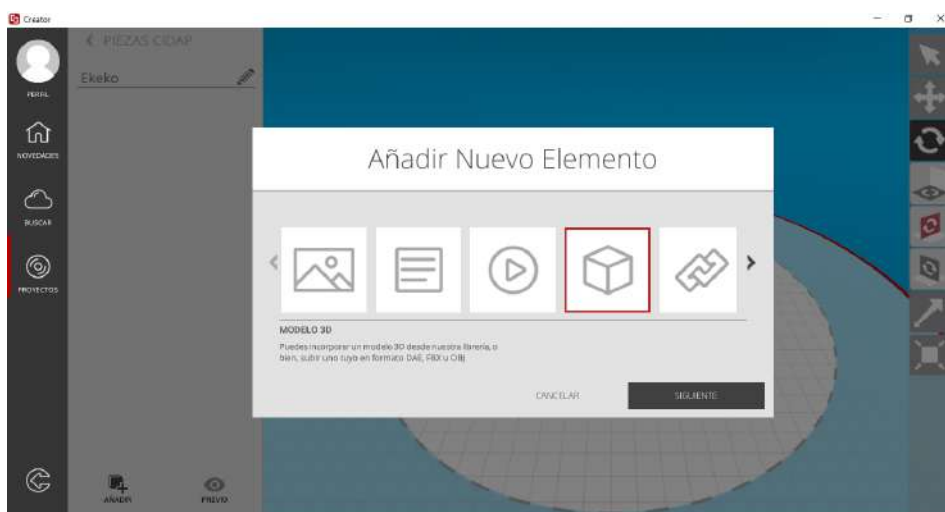 Creator
PIEZAS CIDAP
Ekeko
PERFIL
NOVEDADES
BUSCAR
PROYECTOS
Añadir Nuevo Elemento
MODELO 3D
Puedes incorporar un modelo 3D desde nuestra librería, o
bien, subir uno tuyo en formato DAE, FBX u OBJ
CANCELAR
SIGUIENTE
AÑADIR
PREVIO